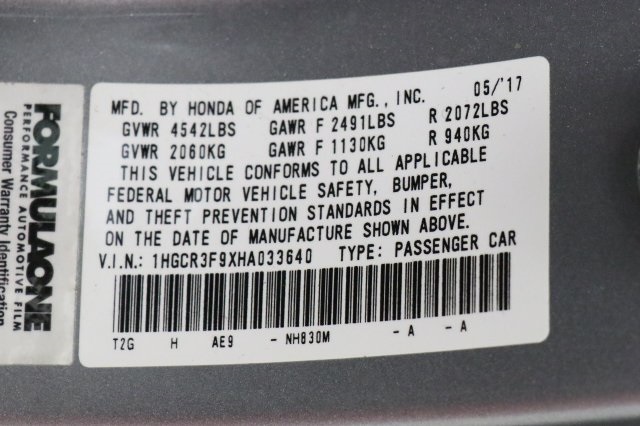 MFD. BY HONDA OF AMERICA MFG., INC. 05/'17
GVWR 4542LBS GAWR F 2491LBS R 2072LBS
GVWR 2060KG GAWR F 1130KG R 940KG
THIS VEHICLE CONFORMS TO ALL APPLICABLE
FEDERAL MOTOR VEHICLE SAFETY, BUMPER,
AND THEFT PREVENTION STANDARDS IN EFFECT
ON THE DATE OF MANUFACTURE SHOWN ABOVE.
V.I.N.: 1HGCR3F9XHA033640 TYPE: PASSENGER CAR
T2G H AE9 - NH830M - A - A
FORMULAONE
PERFORMANCE AUTOMOTIVE FILM
Consumer Warranty Identification